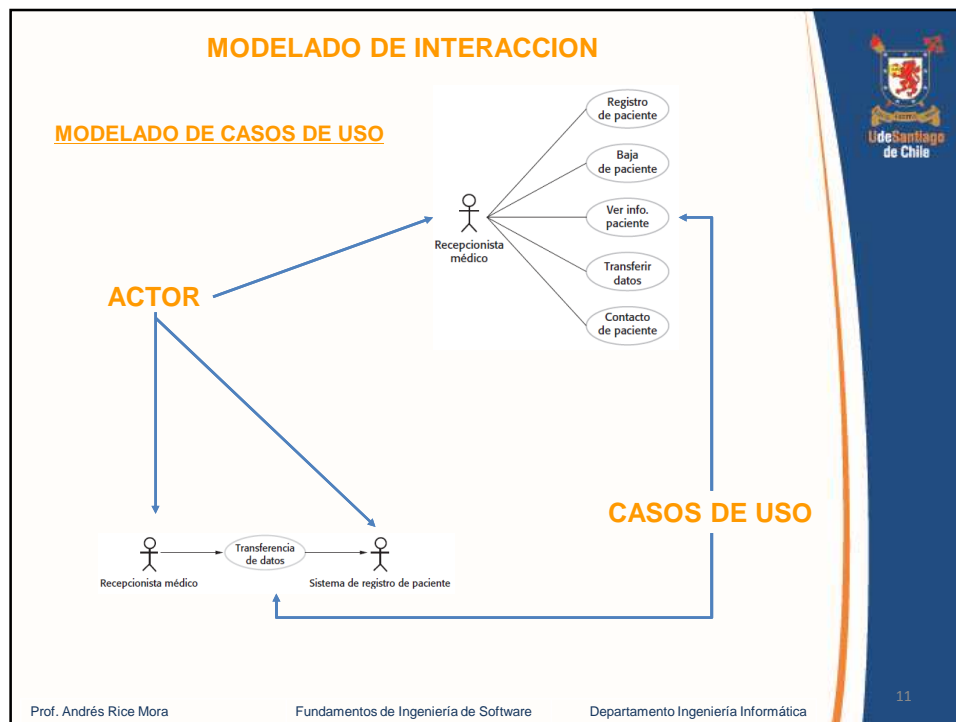 MODELADO DE INTERACCION
MODELADO DE CASOS DE USO
Registro
de paciente
Baja
de paciente
Ver info.
paciente
Transferir
datos
Contacto
de paciente
Recepcionista
médico
ACTOR
CASOS DE USO
Transferencia
de datos
Recepcionista médico
Sistema de registro de paciente
UdeSantiago
de Chile
Prof. Andrés Rice Mora
Fundamentos de Ingeniería de Software
Departamento Ingeniería Informática
11